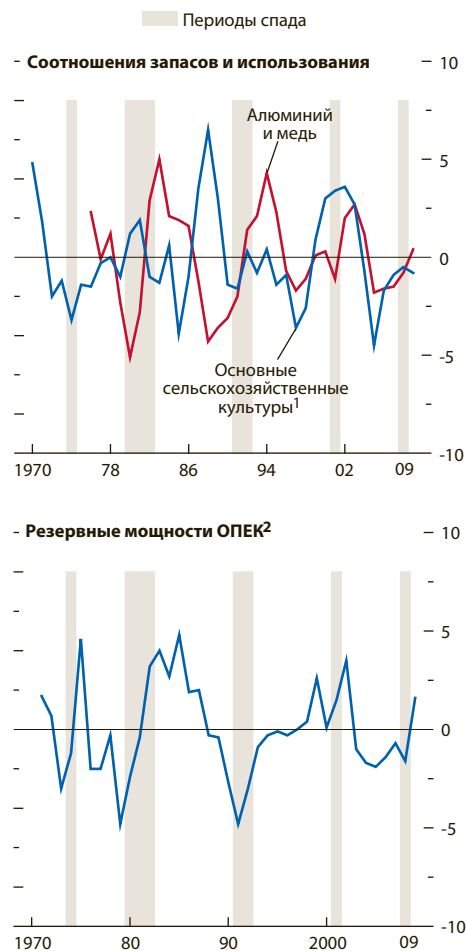 Периоды спада
Соотношения запасов и использования
10
Алюминий
и медь
5
0
-5
Основные
сельскохозяйственные
культуры1
-10
1970 78 86 94 02 09
Резервные мощности ОПЕК2
10
5
0
-5
-10
1970 80 90 2000 09